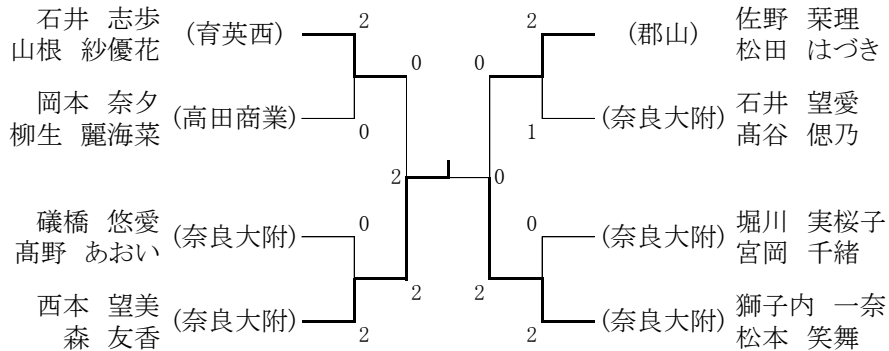 石井 志歩
山根 紗優花
(育英西)
2
0
岡本 奈夕
柳生 麗海菜
(高田商業)
0
2
礒橋 悠愛
髙野 あおい
(奈良大附)
0
2
西本 望美
森 友香
(奈良大附)
2
佐野 栞理
松田 はづき
(郡山)
2
0
石井 望愛
髙谷 偲乃
(奈良大附)
1
0
堀川 実桜子
宮岡 千緒
(奈良大附)
0
2
獅子内 一奈
松本 笑舞
(奈良大附)
2